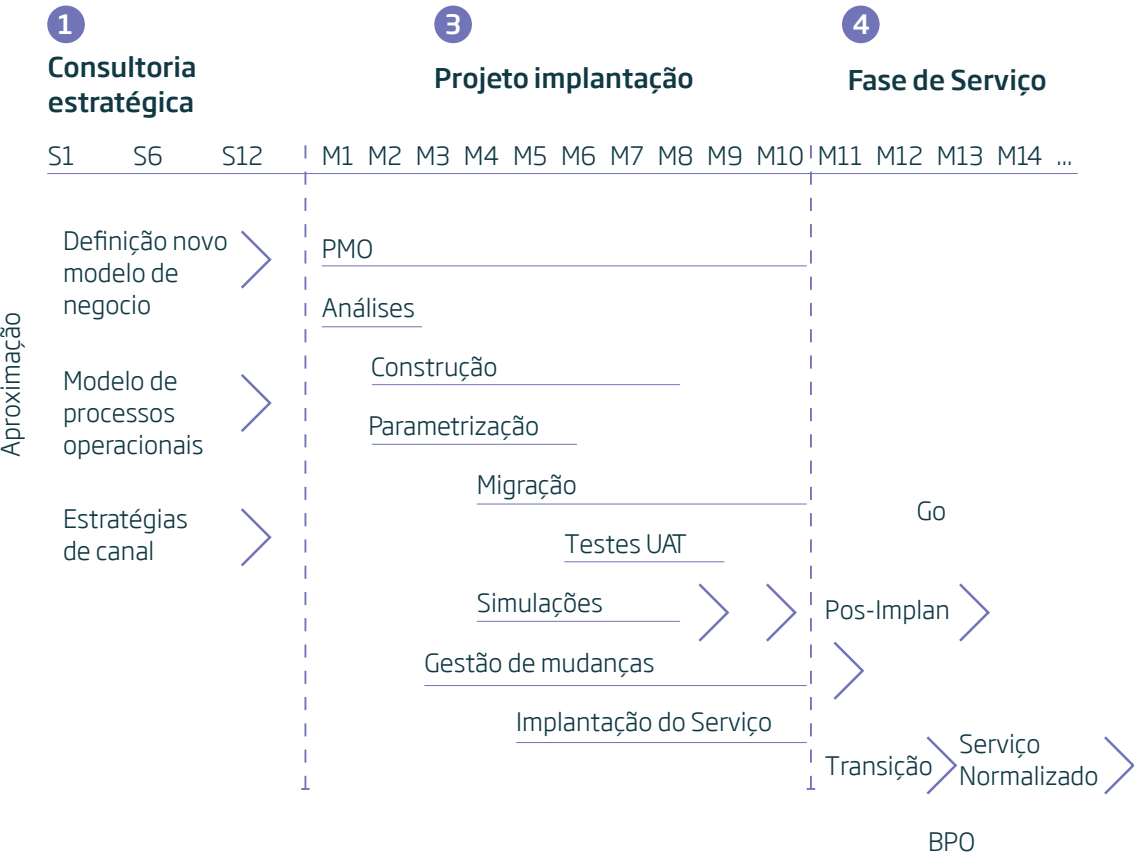 1
Consultoria
estratégica
3
Projeto implantação
4
Fase de Serviço
S1 S6 S12 M1 M2 M3 M4 M5 M6 M7 M8 M9 M10 M11 M12 M13 M14 ...
Aproximação
Definição novo
modelo de
negocio
Modelo de
processos
operacionais
Estratégias
de canal
PMO
Análises
Construção
Parametrização
Migração
Testes UAT
Simulações
Gestão de mudanças
Implantação do Serviço
Go
Pos-Implan
Transição
Serviço
Normalizado
BPO